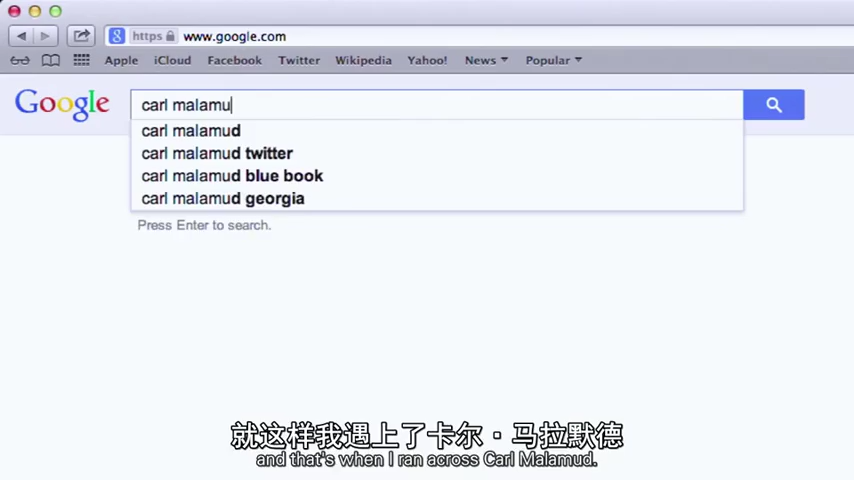 https www.google.com
Apple iCloud Facebook Twitter Wikipedia Yahoo! News Popular
Google carl malamu
carl malamud
carl malamud twitter
carl malamud blue book
carl malamud georgia
Press Enter to search.
就这样我遇上了卡尔·马拉默德
and that's when I ran across Carl Malamud.